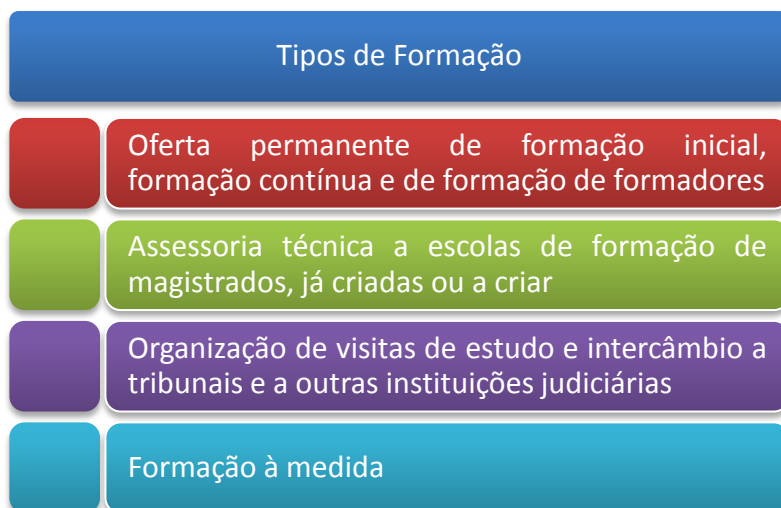 Tipos de Formação
Oferta permanente de formação inicial,
formação contínua e de formação de formadores
Assessoria técnica a escolas de formação de
magistrados, já criadas ou a criar
Organização de visitas de estudo e intercâmbio a
tribunais e a outras instituições judiciárias
Formação à medida